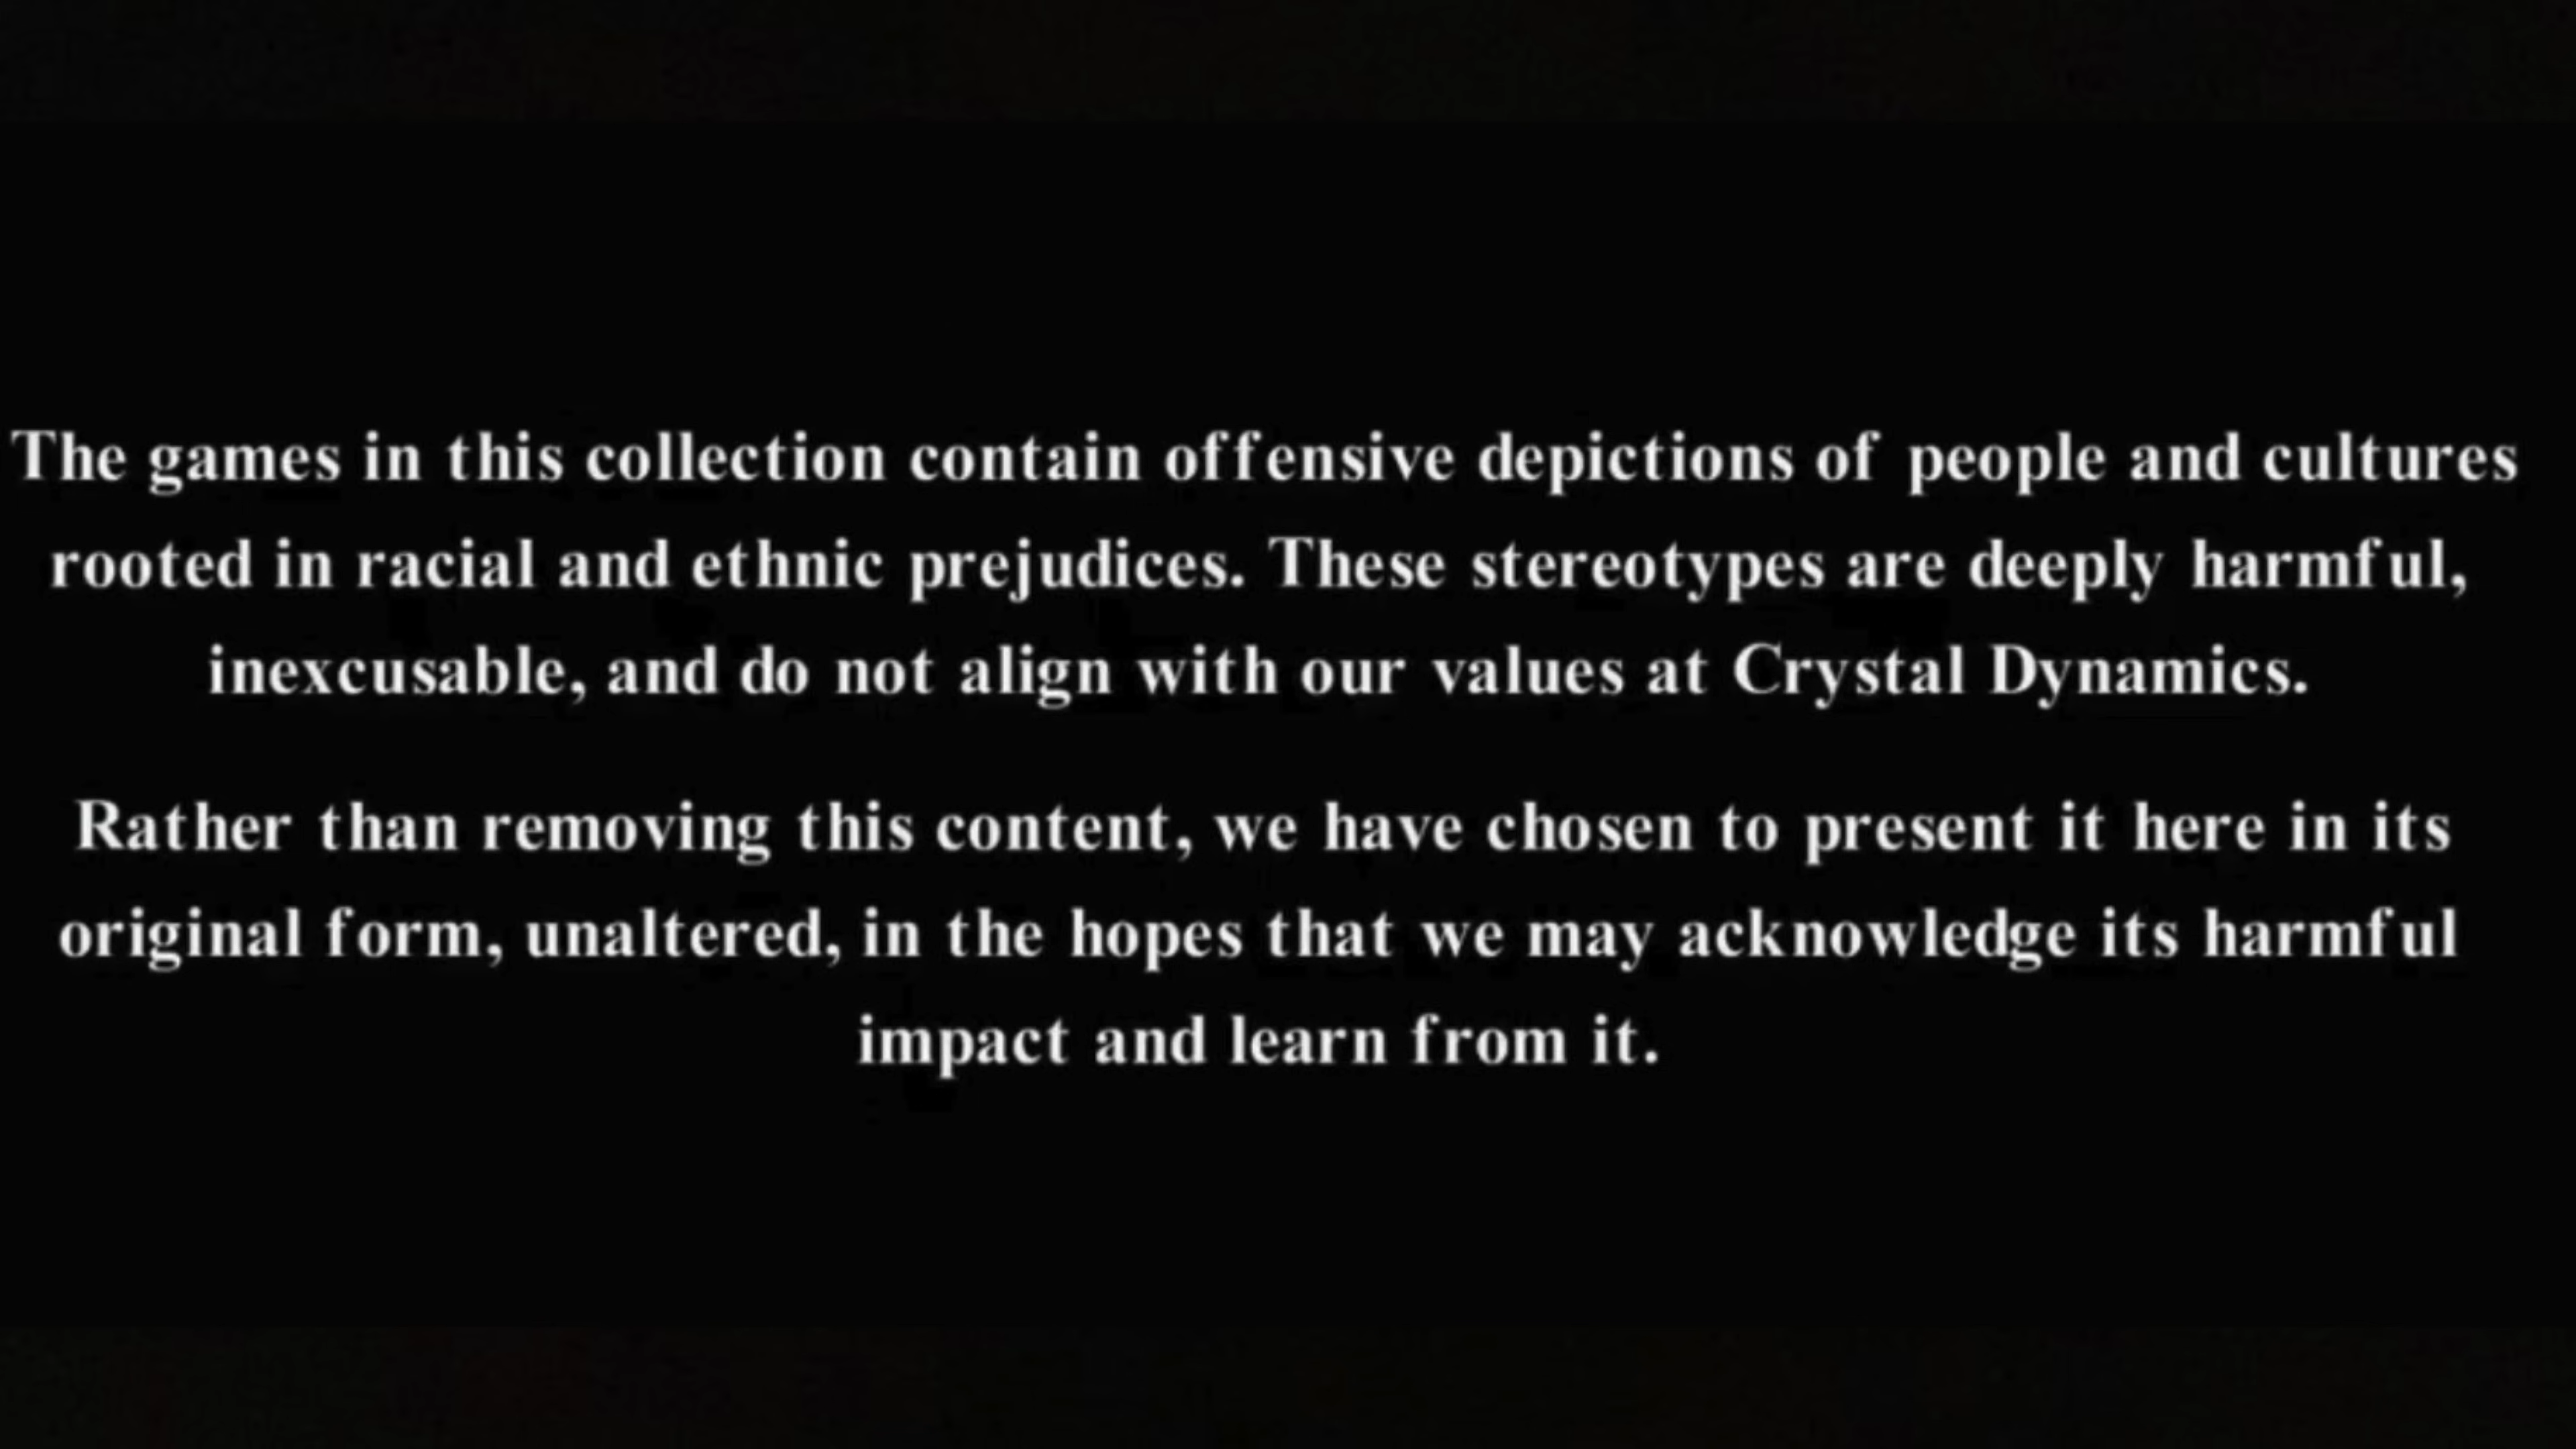 The games in this collection contain offensive depictions of people and cultures
rooted in racial and ethnic prejudices. These stereotypes are deeply harmful,
inexcusable, and do not align with our values at Crystal Dynamics.
Rather than removing this content, we have chosen to present it here in its
original form, unaltered, in the hopes that we may acknowledge its harmful
impact and learn from it.